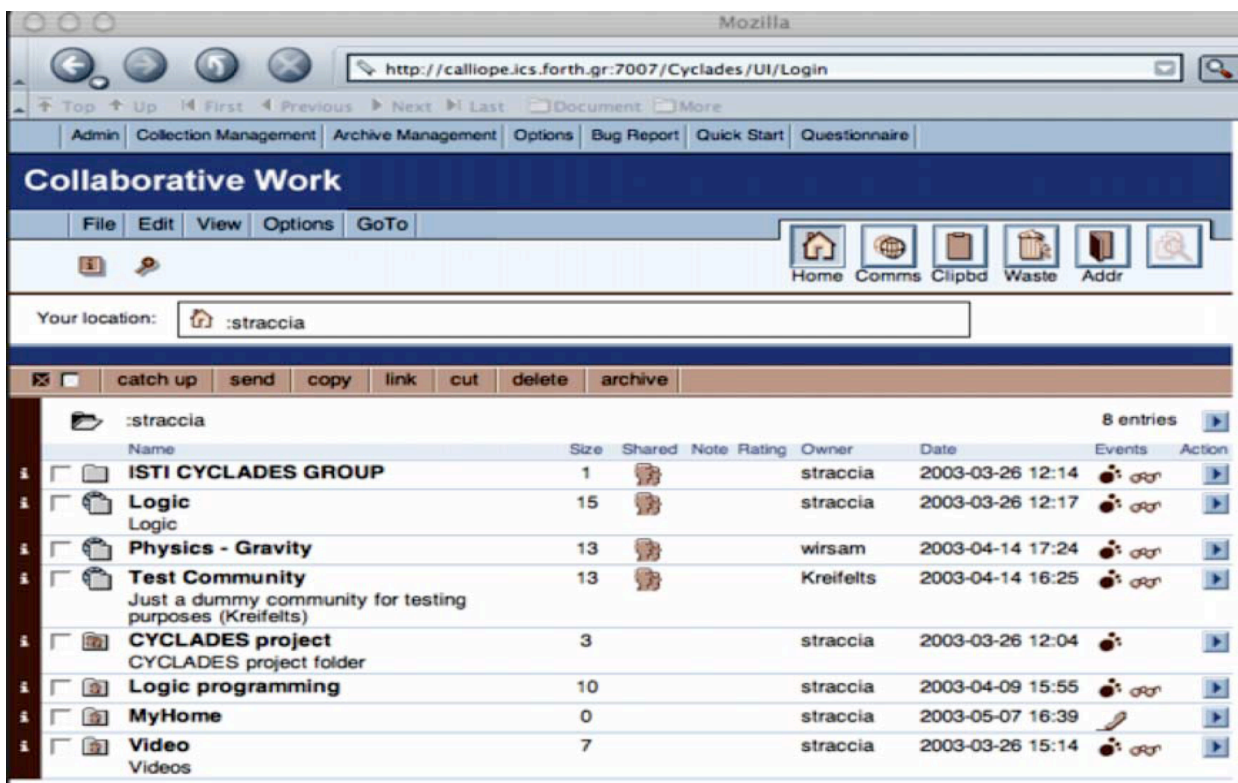 Mozilla
http://calliope.ics.forth.gr:7007/Cyclades/UI/Login
Top Up First Previous Next Last Document More
Admin Collection Management Archive Management Options Bug Report Quick Start Questionnaire
Collaborative Work
File Edit View Options GoTo
Home Comms Clipbd Waste Addr
Your location: :straccia
catch up send copy link cut delete archive
:straccia 8 entries
Name Size Shared Note Rating Owner Date Events Action
ISTI CYCLADES GROUP 1 straccia 2003-03-26 12:14
Logic 15 straccia 2003-03-26 12:17
Logic
Physics - Gravity 13 wirsam 2003-04-14 17:24
Test Community 13 Kreifelts 2003-04-14 16:25
Just a dummy community for testing
purposes (Kreifelts)
CYCLADES project 3 straccia 2003-03-26 12:04
CYCLADES project folder
Logic programming 10 straccia 2003-04-09 15:55
MyHome 0 straccia 2003-05-07 16:39
Video 7 straccia 2003-03-26 15:14
Videos